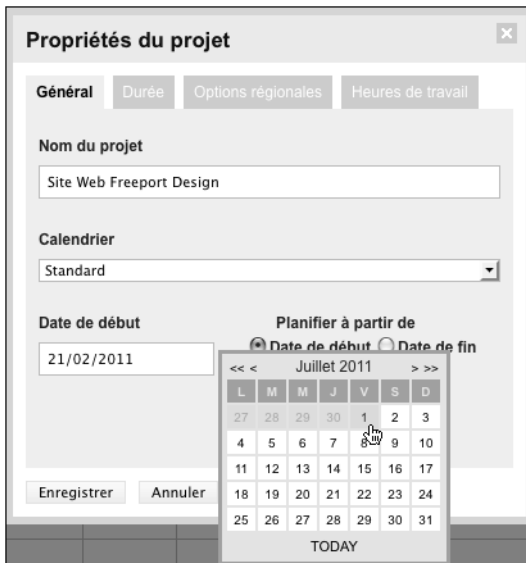 Propriétés du projet
Général Durée Options régionales Heures de travail
Nom du projet
Site Web Freeport Design
Calendrier
Standard
Date de début Planifier à partir de
21/02/2011 Date de début Date de fin
<< < Juillet 2011 > >>
L M M J V S D
27 28 29 30 1 2 3
4 5 6 7 8 9 10
11 12 13 14 15 16 17
18 19 20 21 22 23 24
25 26 27 28 29 30 31
TODAY
Enregistrer Annuler